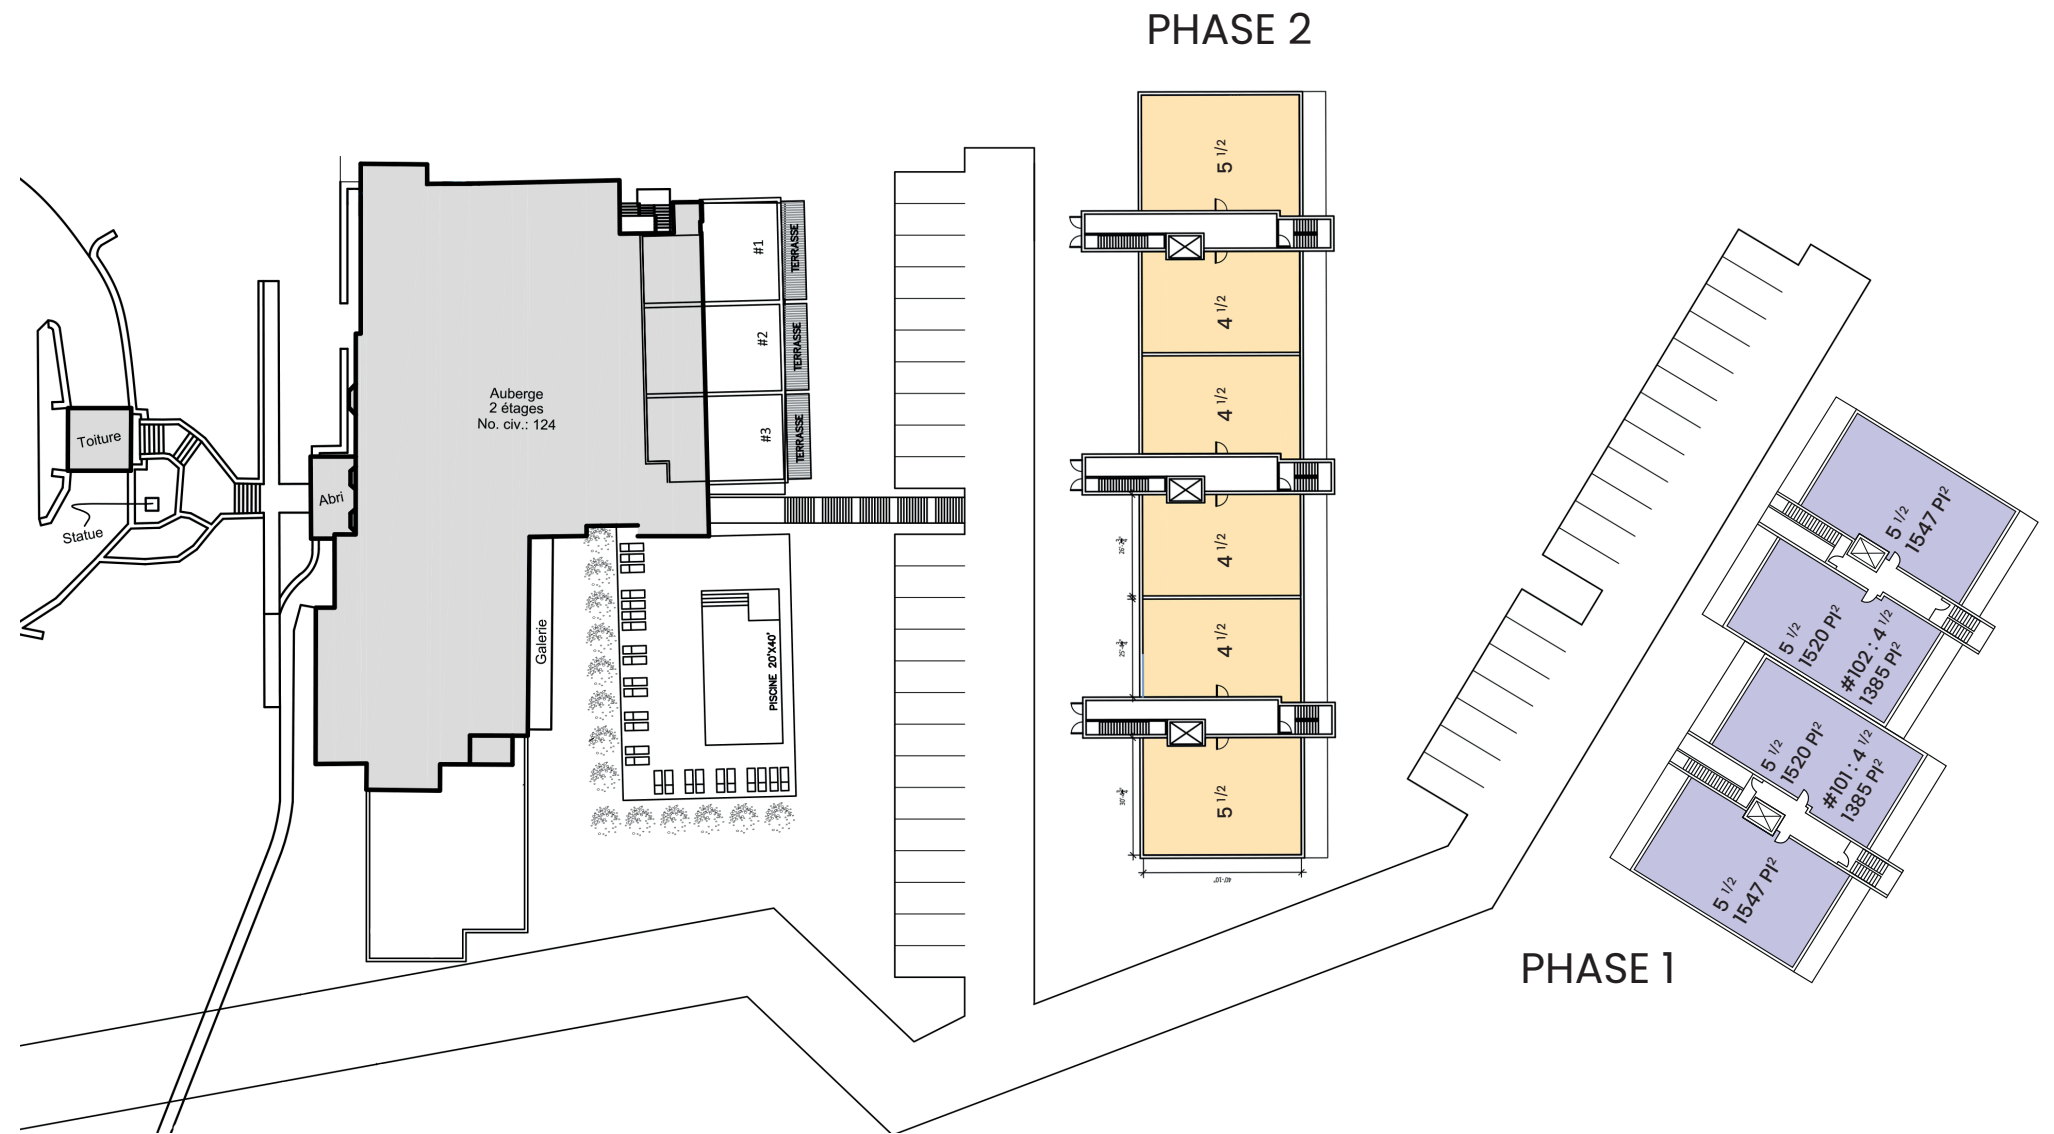 PHASE 2
5 1/2
4 1/2
4 1/2
4 1/2
4 1/2
5 1/2
40'-10"
#1
TERRASSE
#2
TERRASSE
#3
TERRASSE
Auberge
2 étages
No. civ.: 124
Toiture
Abri
Statue
Galerie
PISCINE 20'X40'
5 1/2
1547 PI²
5 1/2
1520 PI²
#102 : 4 1/2
1385 PI²
5 1/2
1520 PI²
#101 : 4 1/2
1385 PI²
5 1/2
1547 PI²
PHASE 1